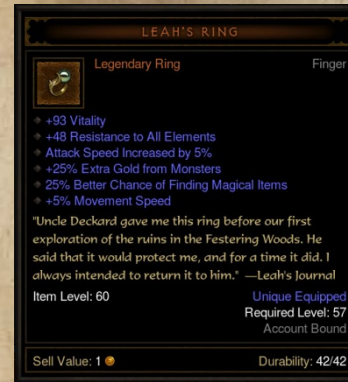 LEAH'S RING
Legendary Ring Finger
+93 Vitality
+48 Resistance to All Elements
Attack Speed Increased by 5%
+25% Extra Gold from Monsters
25% Better Chance of Finding Magical Items
+5% Movement Speed
"Uncle Deckard gave me this ring before our first
exploration of the ruins in the Festering Woods. He
said that it would protect me, and for a time it did. I
always intended to return it to him." —Leah's Journal
Item Level: 60 Unique Equipped
Required Level: 57
Account Bound
Sell Value: 1 Durability: 42/42